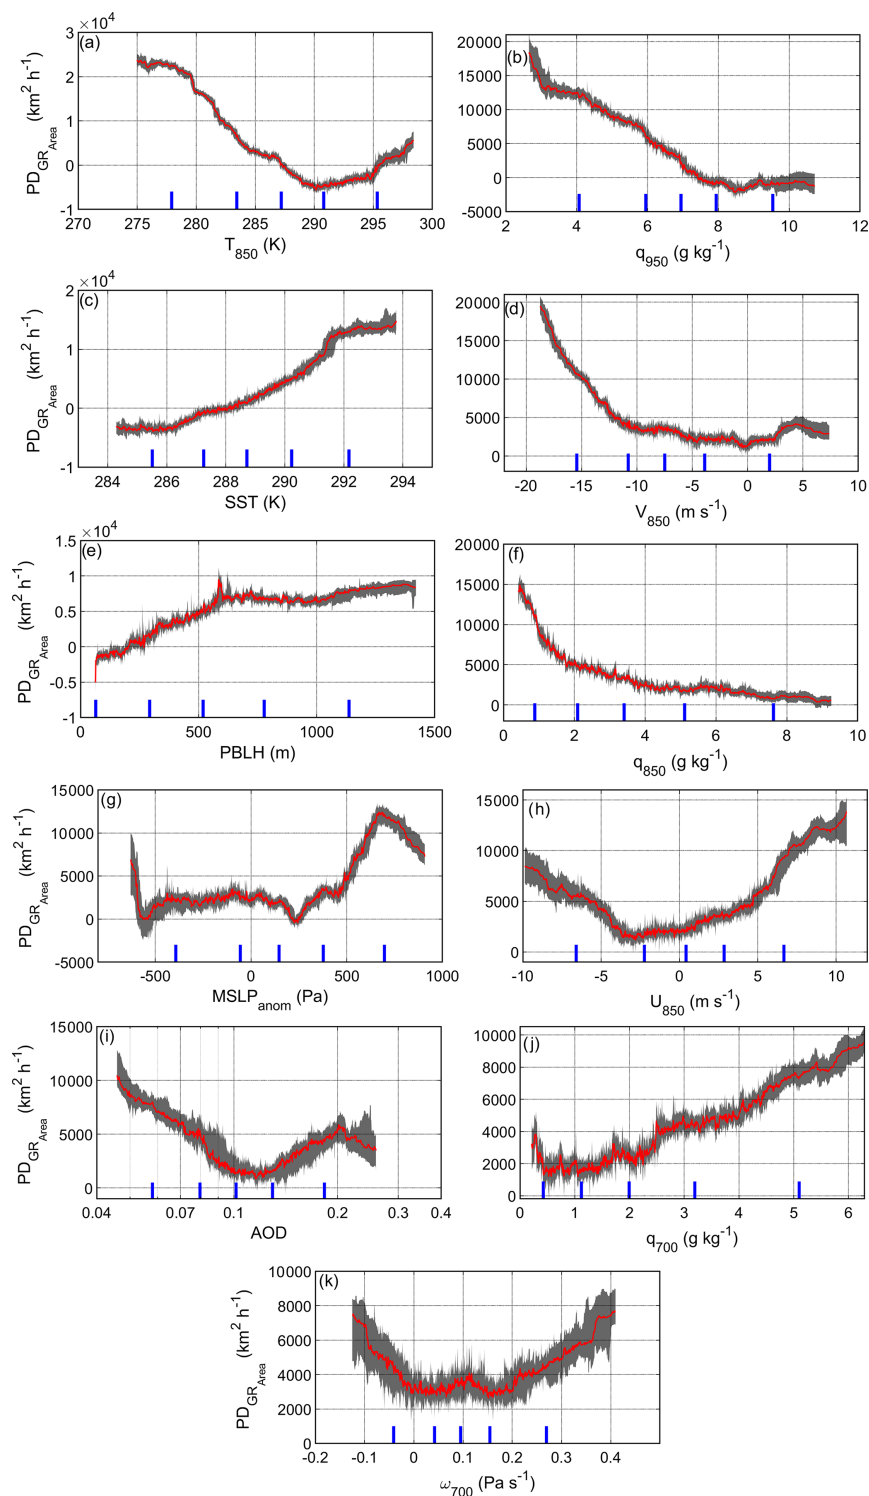 (a)
×10⁴
3
2
1
0
-1
270 275 280 285 290 295 300
T850 (K)
PD_GR_Area (km² h⁻¹)
(b)
20000
15000
10000
5000
0
-5000
2 4 6 8 10 12
q950 (g kg⁻¹)
(c)
×10⁴
2
1
0
-1
284 286 288 290 292 294
SST (K)
PD_GR_Area (km² h⁻¹)
(d)
20000
15000
10000
5000
0
-20 -15 -10 -5 0 5 10
V850 (m s⁻¹)
(e)
×10⁴
1.5
1
0.5
0
-0.5
-1
0 500 1000 1500
PBLH (m)
PD_GR_Area (km² h⁻¹)
(f)
20000
15000
10000
5000
0
0 2 4 6 8 10
q850 (g kg⁻¹)
(g)
15000
10000
5000
0
-5000
-500 0 500 1000
MSLP_anom (Pa)
PD_GR_Area (km² h⁻¹)
(h)
15000
10000
5000
0
-10 -5 0 5 10
U850 (m s⁻¹)
(i)
15000
10000
5000
0
0.04 0.07 0.1 0.2 0.3 0.4
AOD
PD_GR_Area (km² h⁻¹)
(j)
10000
8000
6000
4000
2000
0
0 1 2 3 4 5 6
q700 (g kg⁻¹)
(k)
10000
8000
6000
4000
2000
0
-0.2 -0.1 0 0.1 0.2 0.3 0.4
ω700 (Pa s⁻¹)
PD_GR_Area (km² h⁻¹)